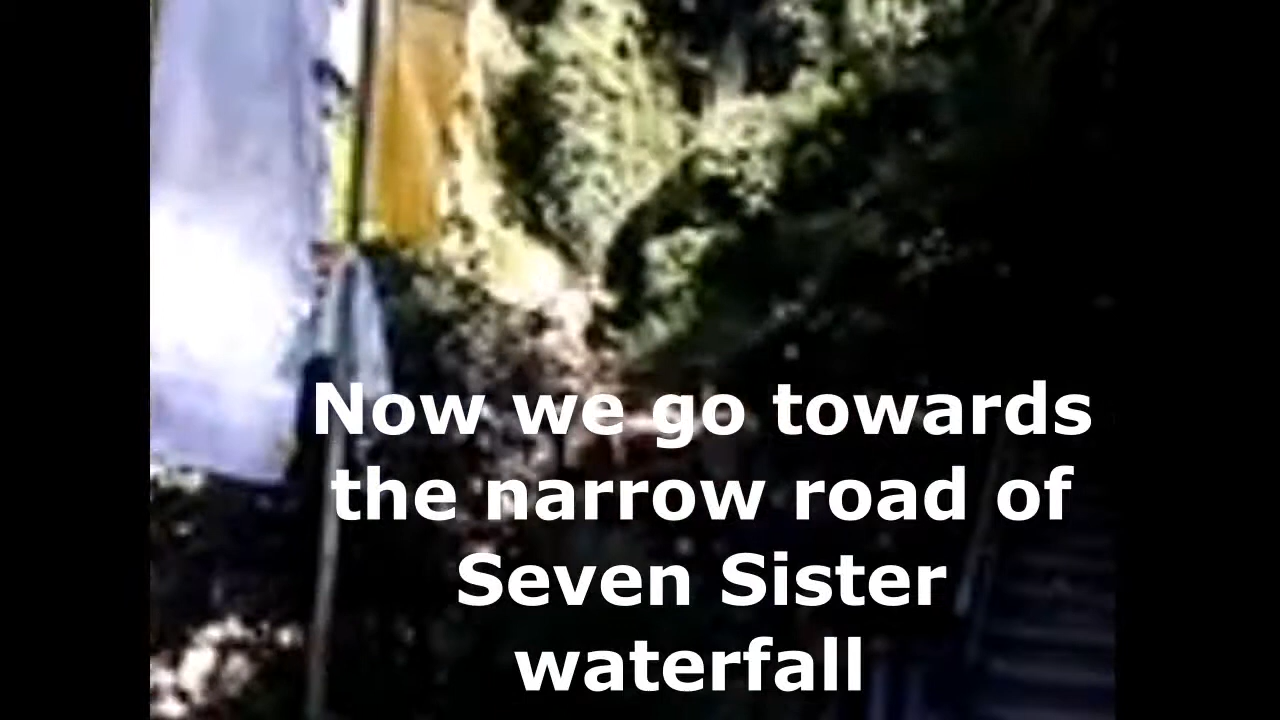 Now we go towards
the narrow road of
Seven Sister
waterfall